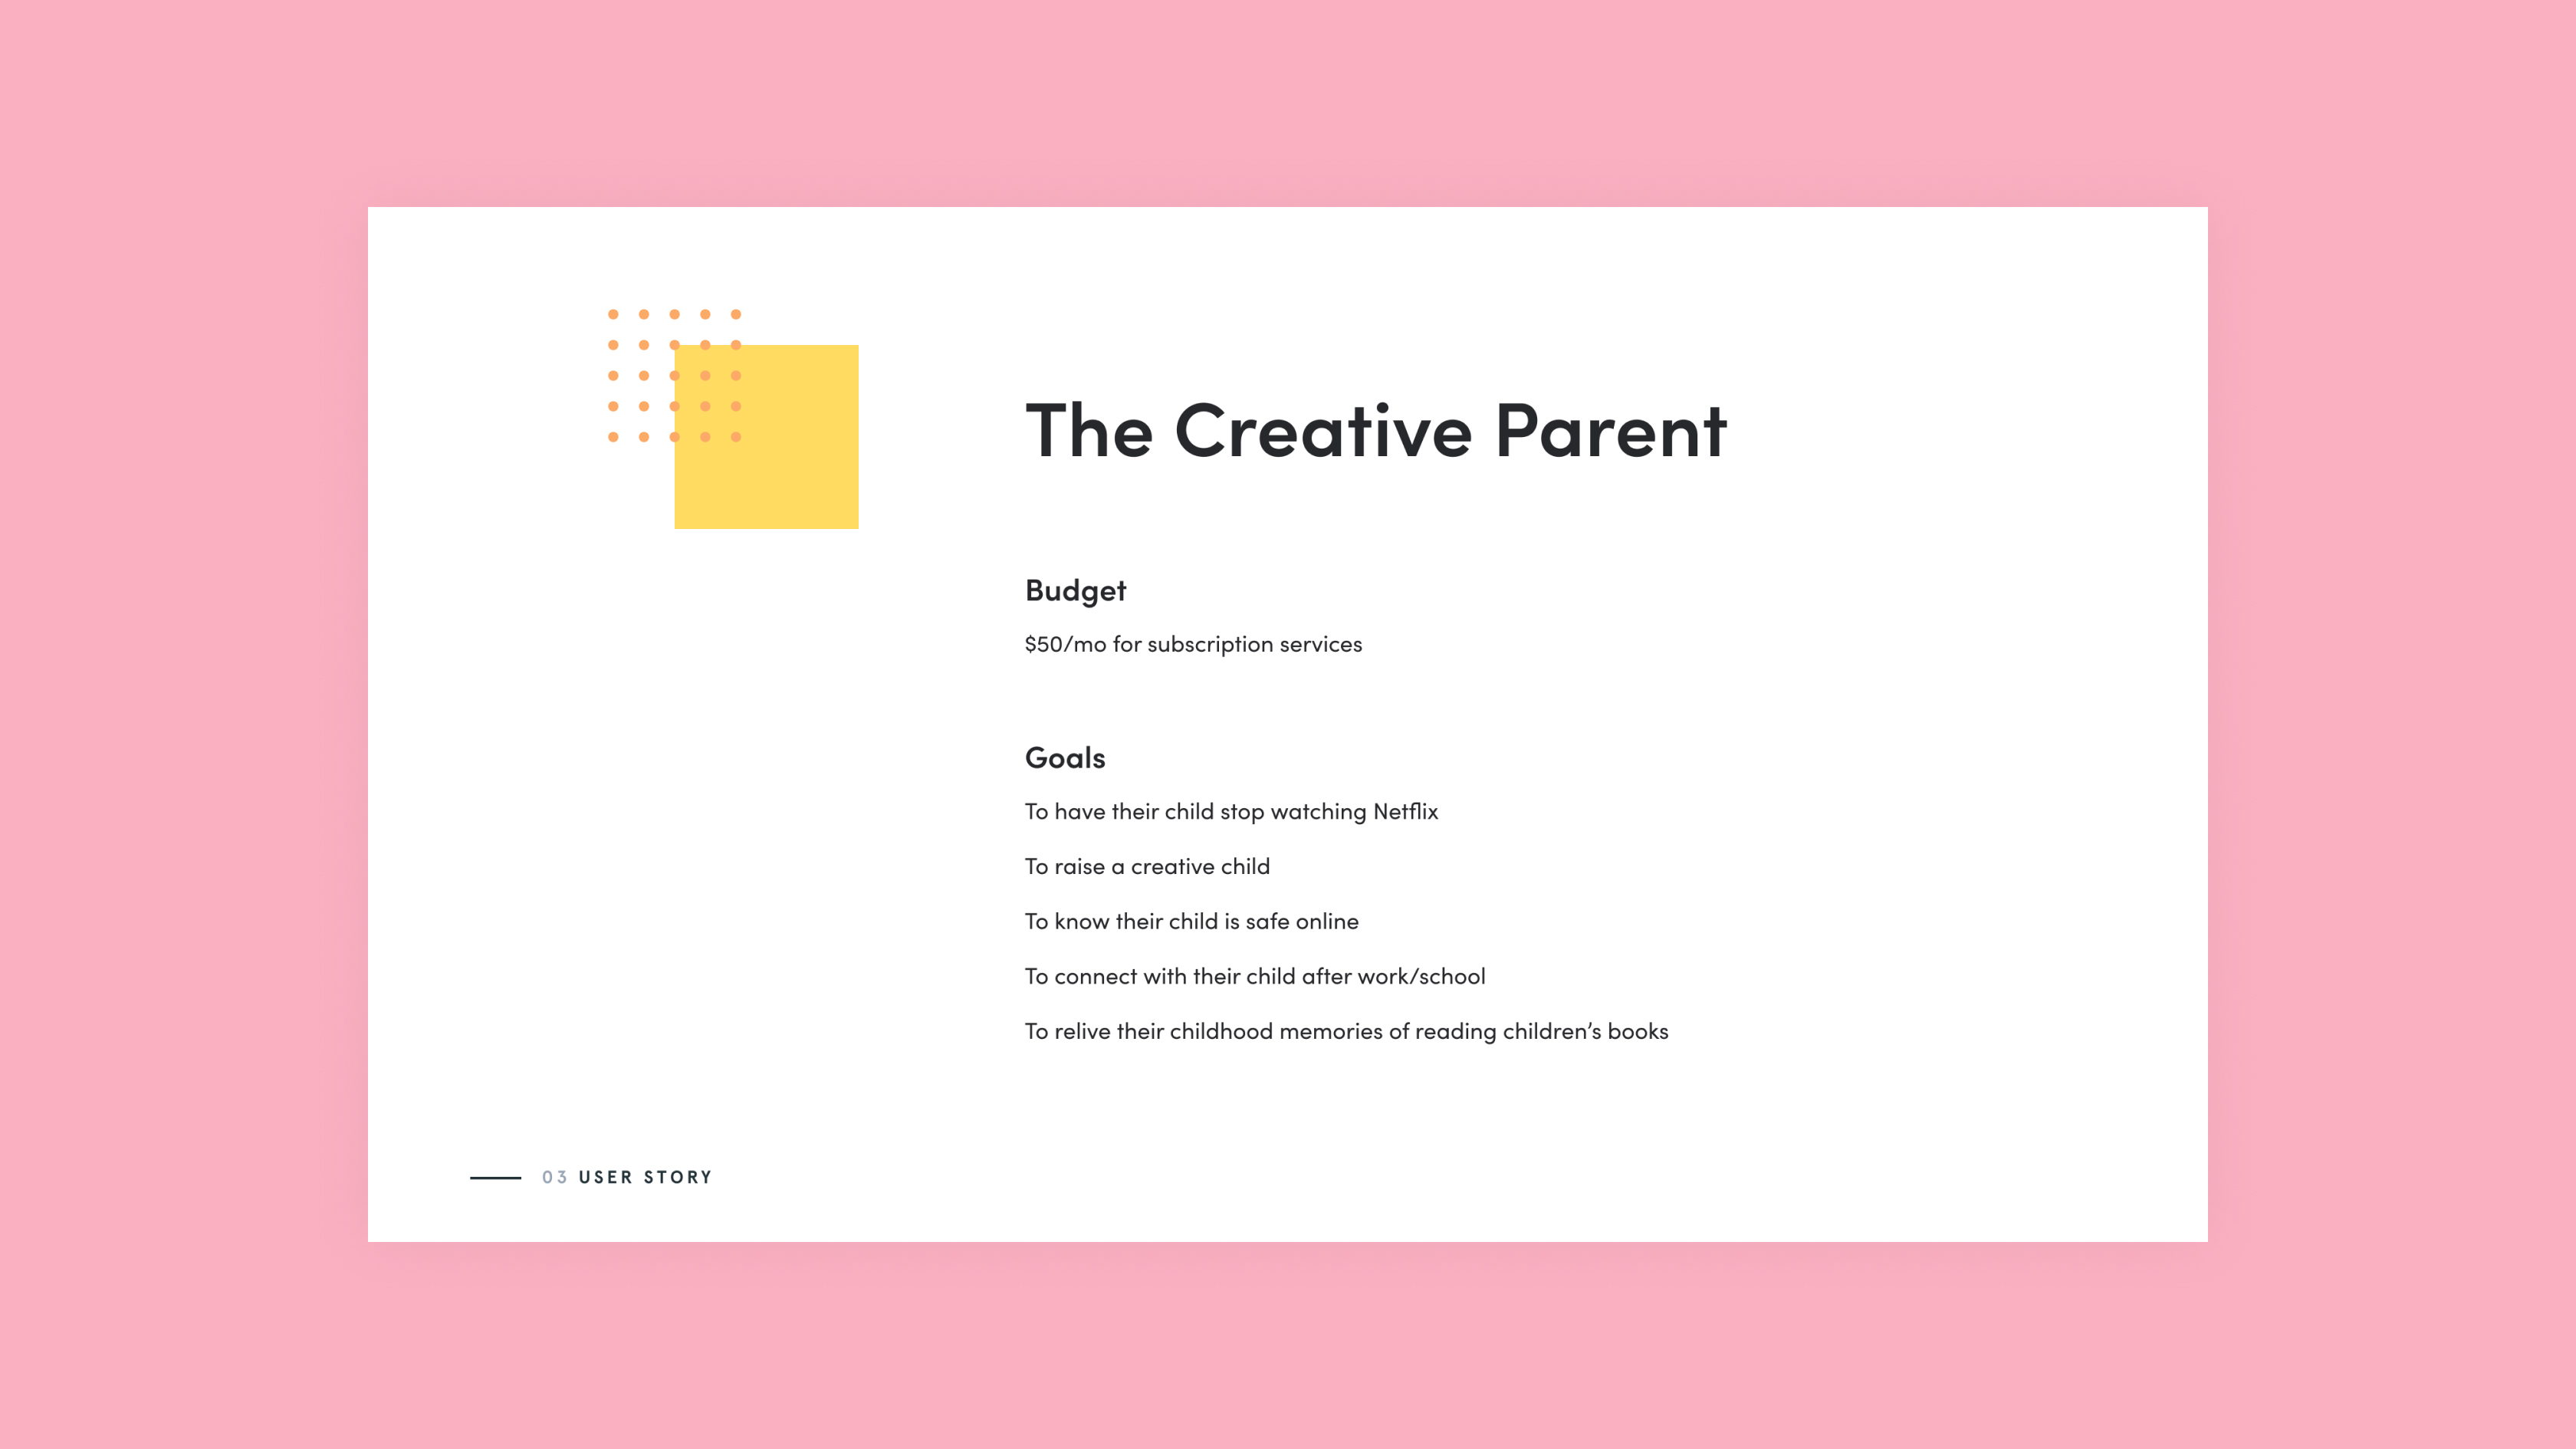 The Creative Parent
Budget
$50/mo for subscription services
Goals
To have their child stop watching Netflix
To raise a creative child
To know their child is safe online
To connect with their child after work/school
To relive their childhood memories of reading children’s books
03 USER STORY